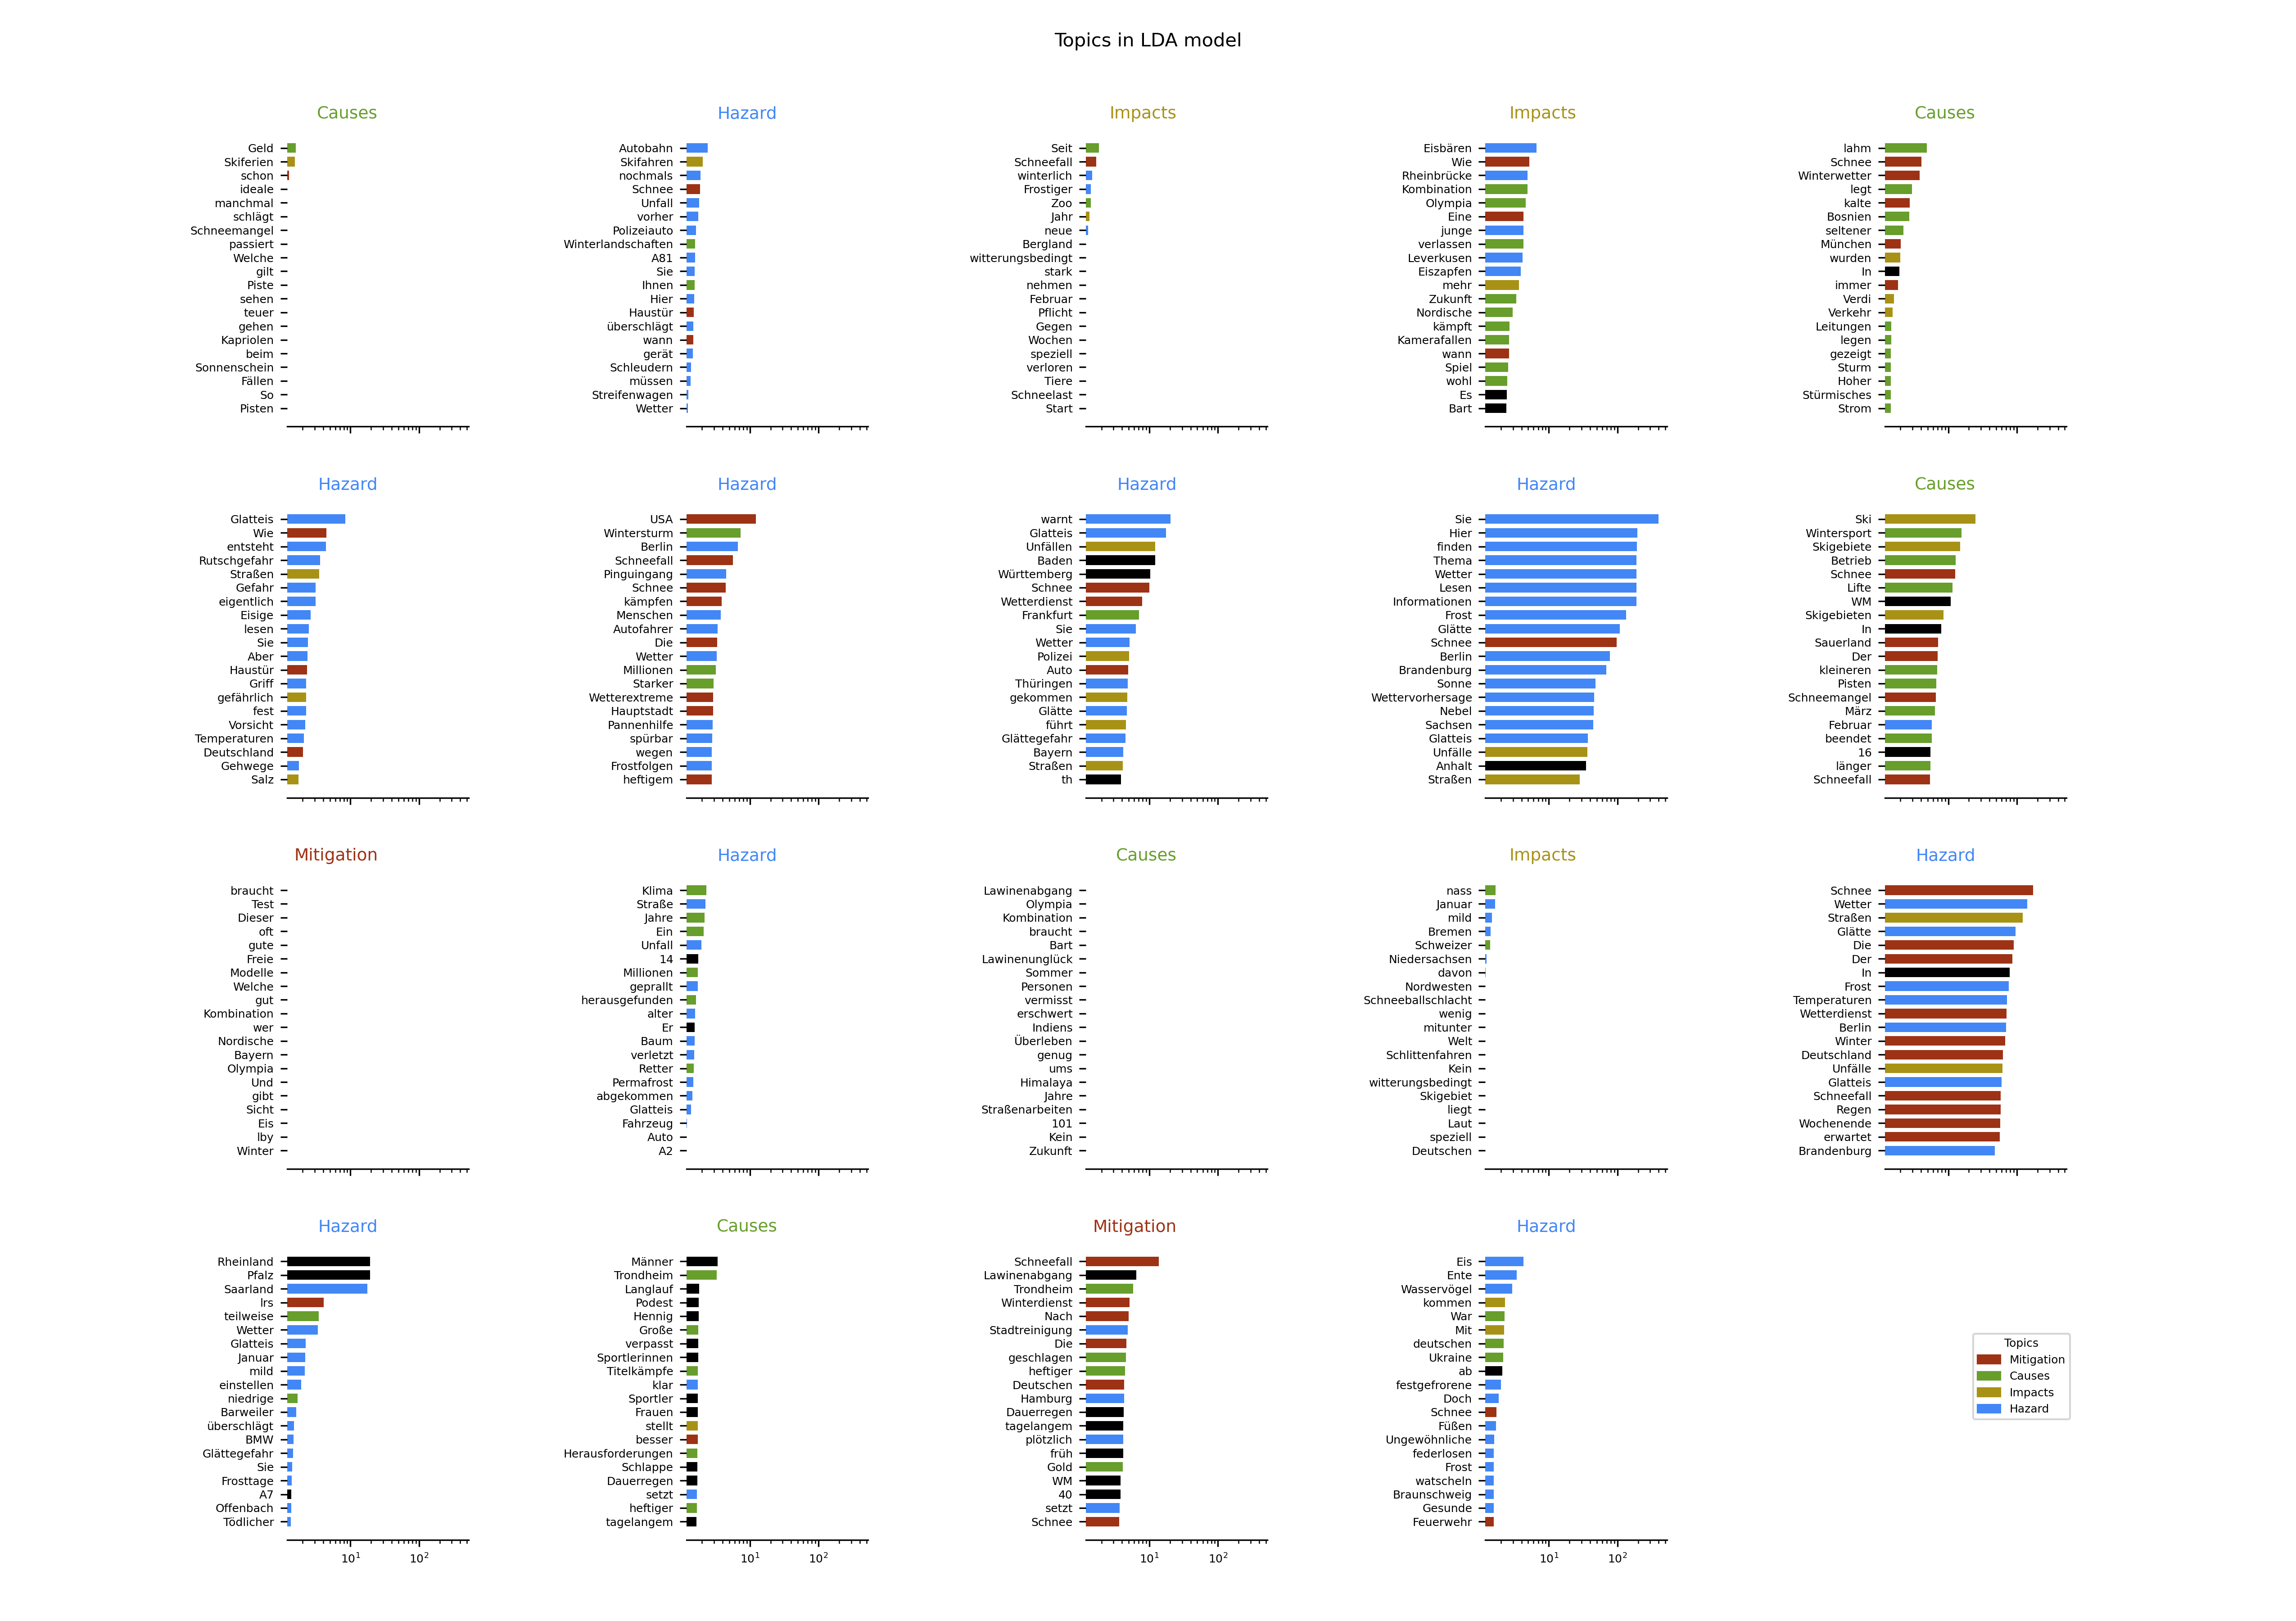 Topics in LDA model
Causes
Geld
Skiferien
schon
ideale
manchmal
schlägt
Schneemangel
passiert
Welche
gilt
Piste
sehen
teuer
gehen
Kapriolen
beim
Sonnenschein
Fällen
So
Pisten
Hazard
Autobahn
Skifahren
nochmals
Schnee
Unfall
vorher
Polizeiauto
Winterlandschaften
A81
Sie
Ihnen
Hier
Haustür
überschlägt
wann
gerät
Schleudern
müssen
Streifenwagen
Wetter
Impacts
Seit
Schneefall
winterlich
Frostiger
Zoo
Jahr
neue
Bergland
witterungsbedingt
stark
nehmen
Februar
Pflicht
Gegen
Wochen
speziell
verloren
Tiere
Schneelast
Start
Impacts
Eisbären
Wie
Rheinbrücke
Kombination
Olympia
Eine
junge
verlassen
Leverkusen
Eiszapfen
mehr
Zukunft
Nordische
kämpft
Kamerafallen
wann
Spiel
wohl
Es
Bart
Causes
lahm
Schnee
Winterwetter
legt
kalte
Bosnien
seltener
München
wurden
In
immer
Verdi
Verkehr
Leitungen
legen
gezeigt
Sturm
Hoher
Stürmisches
Strom
Hazard
Glatteis
Wie
entsteht
Rutschgefahr
Straßen
Gefahr
eigentlich
Eisige
lesen
Sie
Aber
Haustür
Griff
gefährlich
fest
Vorsicht
Temperaturen
Deutschland
Gehwege
Salz
Hazard
USA
Wintersturm
Berlin
Schneefall
Pinguingang
Schnee
kämpfen
Menschen
Autofahrer
Die
Wetter
Millionen
Starker
Wetterextreme
Hauptstadt
Pannenhilfe
spürbar
wegen
Frostfolgen
heftigem
Hazard
warnt
Glatteis
Unfällen
Baden
Württemberg
Schnee
Wetterdienst
Frankfurt
Sie
Wetter
Polizei
Auto
Thüringen
gekommen
Glätte
führt
Glättegefahr
Bayern
Straßen
th
Hazard
Sie
Hier
finden
Thema
Wetter
Lesen
Informationen
Frost
Glätte
Schnee
Berlin
Brandenburg
Sonne
Wettervorhersage
Nebel
Sachsen
Glatteis
Unfälle
Anhalt
Straßen
Causes
Ski
Wintersport
Skigebiete
Betrieb
Schnee
Lifte
WM
Skigebieten
In
Sauerland
Der
kleineren
Pisten
Schneemangel
März
Februar
beendet
16
länger
Schneefall
Mitigation
braucht
Test
Dieser
oft
gute
Freie
Modelle
Welche
gut
Kombination
wer
Nordische
Bayern
Olympia
Und
gibt
Sicht
Eis
lby
Winter
Hazard
Klima
Straße
Jahre
Ein
Unfall
14
Millionen
geprallt
herausgefunden
alter
Er
Baum
verletzt
Retter
Permafrost
abgekommen
Glatteis
Fahrzeug
Auto
A2
Causes
Lawinenabgang
Olympia
Kombination
braucht
Bart
Lawinenunglück
Sommer
Personen
vermisst
erschwert
Indiens
Überleben
genug
ums
Himalaya
Jahre
Straßenarbeiten
101
Kein
Zukunft
Impacts
nass
Januar
mild
Bremen
Schweizer
Niedersachsen
davon
Nordwesten
Schneeballschlacht
wenig
mitunter
Welt
Schlittenfahren
Kein
witterungsbedingt
Skigebiet
liegt
Laut
speziell
Deutschen
Hazard
Schnee
Wetter
Straßen
Glätte
Die
Der
In
Frost
Temperaturen
Wetterdienst
Berlin
Winter
Deutschland
Unfälle
Glatteis
Schneefall
Regen
Wochenende
erwartet
Brandenburg
Hazard
Rheinland
Pfalz
Saarland
lrs
teilweise
Wetter
Glatteis
Januar
mild
einstellen
niedrige
Barweiler
überschlägt
BMW
Glättegefahr
Sie
Frosttage
A7
Offenbach
Tödlicher
10¹ 10²
Causes
Männer
Trondheim
Langlauf
Podest
Hennig
Große
verpasst
Sportlerinnen
Titelkämpfe
klar
Sportler
Frauen
stellt
besser
Herausforderungen
Schlappe
Dauerregen
setzt
heftiger
tagelangem
10¹ 10²
Mitigation
Schneefall
Lawinenabgang
Trondheim
Winterdienst
Nach
Stadtreinigung
Die
geschlagen
heftiger
Deutschen
Hamburg
Dauerregen
tagelangem
plötzlich
früh
Gold
WM
40
setzt
Schnee
10¹ 10²
Hazard
Eis
Ente
Wasservögel
kommen
War
Mit
deutschen
Ukraine
ab
festgefrorene
Doch
Schnee
Füßen
Ungewöhnliche
federlosen
Frost
watscheln
Braunschweig
Gesunde
Feuerwehr
10¹ 10²
Topics
Mitigation
Causes
Impacts
Hazard